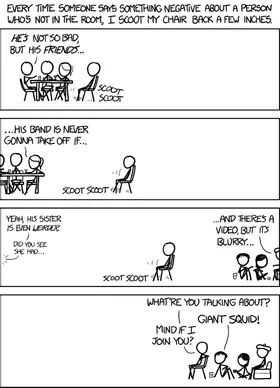 EVERY TIME SOMEONE SAYS SOMETHING NEGATIVE ABOUT A PERSON
WHO'S NOT IN THE ROOM, I SCOOT MY CHAIR BACK A FEW INCHES.
HE'S NOT SO BAD,
BUT HIS FRIENDS...
SCOOT
SCOOT
...HIS BAND IS NEVER
GONNA TAKE OFF IF...
SCOOT SCOOT
YEAH, HIS SISTER
IS EVEN WEIRDER.
DID YOU SEE
SHE HAD...
SCOOT SCOOT
...AND THERE'S A
VIDEO, BUT IT'S
BLURRY...
WHAT'RE YOU TALKING ABOUT?
GIANT SQUID!
MIND IF I
JOIN YOU?